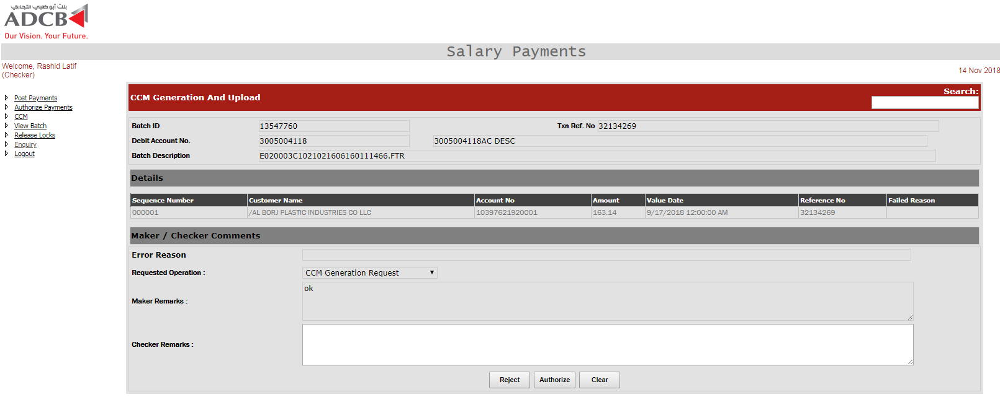 بنك أبوظبي التجاري
ADCB
Our Vision. Your Future.
Salary Payments
Welcome, Rashid Latif
(Checker)
14 Nov 2018
Post Payments
Authorize Payments
CCM
View Batch
Release Locks
Enquiry
Logout
CCM Generation And Upload
Search:
Batch ID 13547760 Txn Ref. No 32134269
Debit Account No. 3005004118 3005004118AC DESC
Batch Description E020003C1021021606160111466.FTR
Details
Sequence Number Customer Name Account No Amount Value Date Reference No Failed Reason
000001 /AL BORJ PLASTIC INDUSTRIES CO LLC 10397621920001 163.14 9/17/2018 12:00:00 AM 32134269
Maker / Checker Comments
Error Reason
Requested Operation : CCM Generation Request
Maker Remarks : ok
Checker Remarks :
Reject Authorize Clear